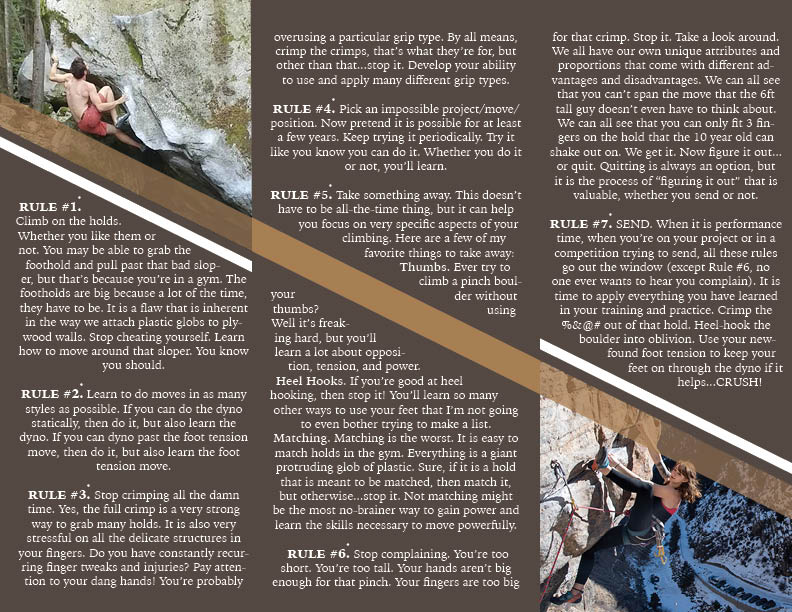 RULE #1.
Climb on the holds.
Whether you like them or
not. You may be able to grab the
foothold and pull past that bad slop-
er, but that's because you're in a gym. The
footholds are big because a lot of the time,
they have to be. It is a flaw that is inherent
in the way we attach plastic globs to ply-
wood walls. Stop cheating yourself. Learn
how to move around that sloper. You know
you should.
RULE #2. Learn to do moves in as many
styles as possible. If you can do the dyno
statically, then do it, but also learn the
dyno. If you can dyno past the foot tension
move, then do it, but also learn the foot
tension move.
RULE #3. Stop crimping all the damn
time. Yes, the full crimp is a very strong
way to grab many holds. It is also very
stressful on all the delicate structures in
your fingers. Do you have constantly recur-
ring finger tweaks and injuries? Pay atten-
tion to your dang hands! You're probably
overusing a particular grip type. By all means,
crimp the crimps, that's what they're for, but
other than that...stop it. Develop your ability
to use and apply many different grip types.
RULE #4. Pick an impossible project/move/
position. Now pretend it is possible for at least
a few years. Keep trying it periodically. Try it
like you know you can do it. Whether you do it
or not, you'll learn.
RULE #5. Take something away. This doesn't
have to be all-the-time thing, but it can help
you focus on very specific aspects of your
climbing. Here are a few of my
favorite things to take away:
Thumbs. Ever try to
climb a pinch boul-
der without
using
your
thumbs?
Well it's freak-
ing hard, but you'll
learn a lot about opposi-
tion, tension, and power.
Heel Hooks. If you're good at heel
hooking, then stop it! You'll learn so many
other ways to use your feet that I'm not going
to even bother trying to make a list.
Matching. Matching is the worst. It is easy to
match holds in the gym. Everything is a giant
protruding glob of plastic. Sure, if it is a hold
that is meant to be matched, then match it,
but otherwise...stop it. Not matching might
be the most no-brainer way to gain power and
learn the skills necessary to move powerfully.
RULE #6. Stop complaining. You're too
short. You're too tall. Your hands aren't big
enough for that pinch. Your fingers are too big
for that crimp. Stop it. Take a look around.
We all have our own unique attributes and
proportions that come with different ad-
vantages and disadvantages. We can all see
that you can't span the move that the 6ft
tall guy doesn't even have to think about.
We can all see that you can only fit 3 fin-
gers on the hold that the 10 year old can
shake out on. We get it. Now figure it out...
or quit. Quitting is always an option, but
it is the process of "figuring it out" that is
valuable, whether you send or not.
RULE #7. SEND. When it is performance
time, when you're on your project or in a
competition trying to send, all these rules
go out the window (except Rule #6, no
one ever wants to hear you complain). It is
time to apply everything you have learned
in your training and practice. Crimp the
%&@# out of that hold. Heel-hook the
boulder into oblivion. Use your new-
found foot tension to keep your
feet on through the dyno if it
helps...CRUSH!